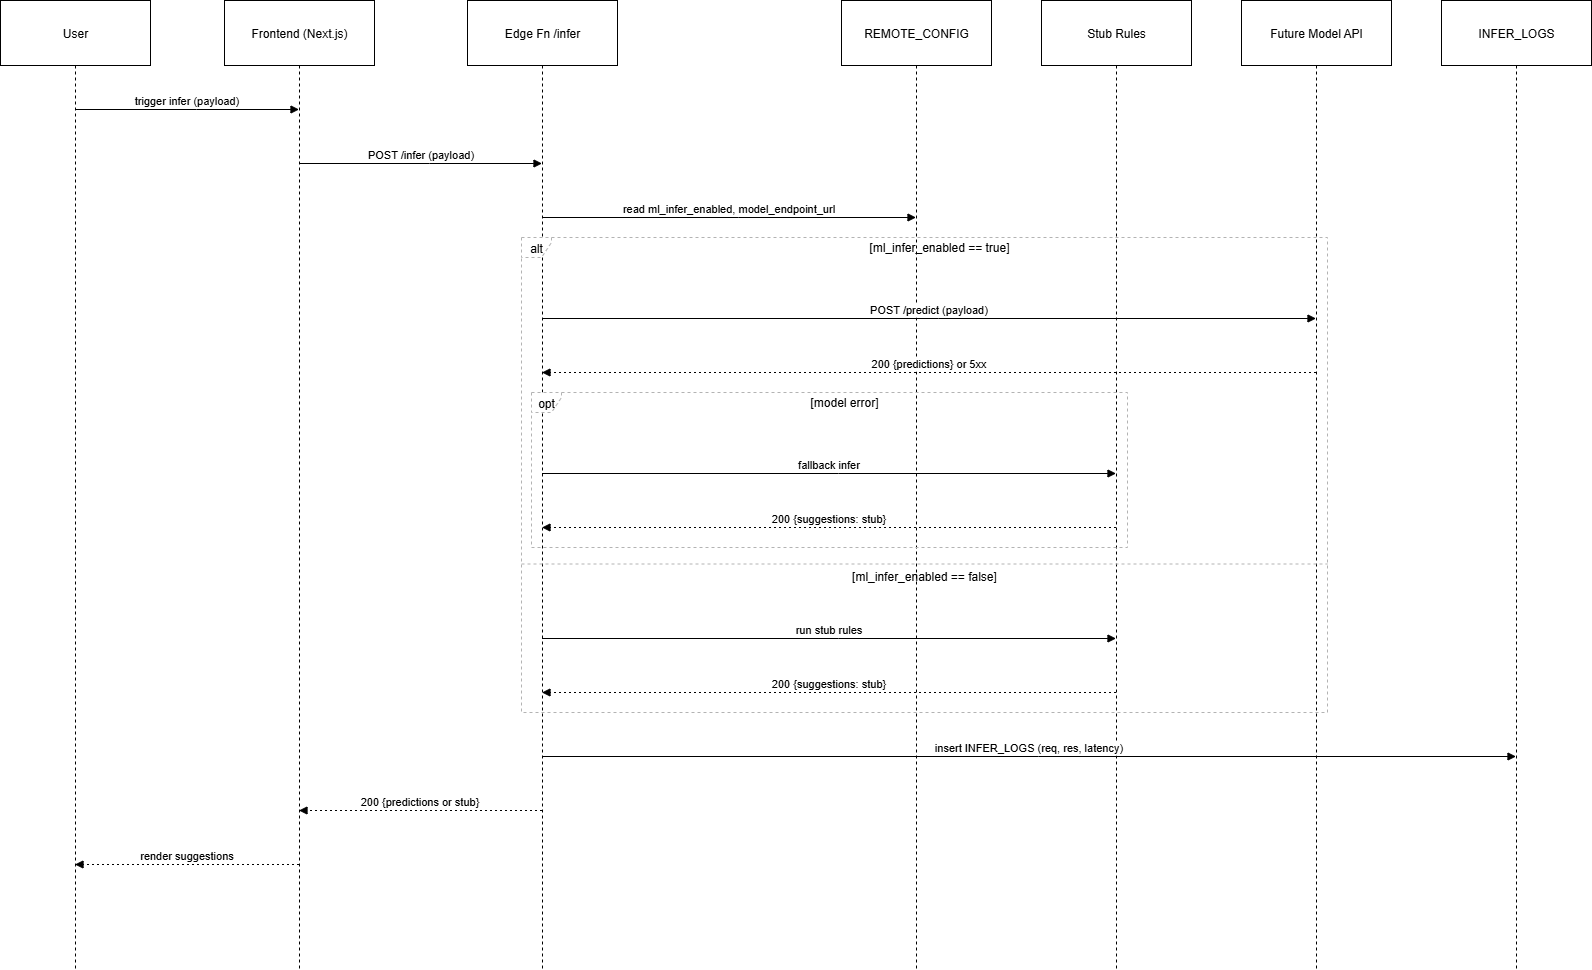 User
Frontend (Next.js)
Edge Fn /infer
REMOTE_CONFIG
Stub Rules
Future Model API
INFER_LOGS
trigger infer (payload)
POST /infer (payload)
read ml_infer_enabled, model_endpoint_url
alt
[ml_infer_enabled == true]
POST /predict (payload)
200 {predictions} or 5xx
opt
[model error]
fallback infer
200 {suggestions: stub}
[ml_infer_enabled == false]
run stub rules
200 {suggestions: stub}
insert INFER_LOGS (req, res, latency)
200 {predictions or stub}
render suggestions